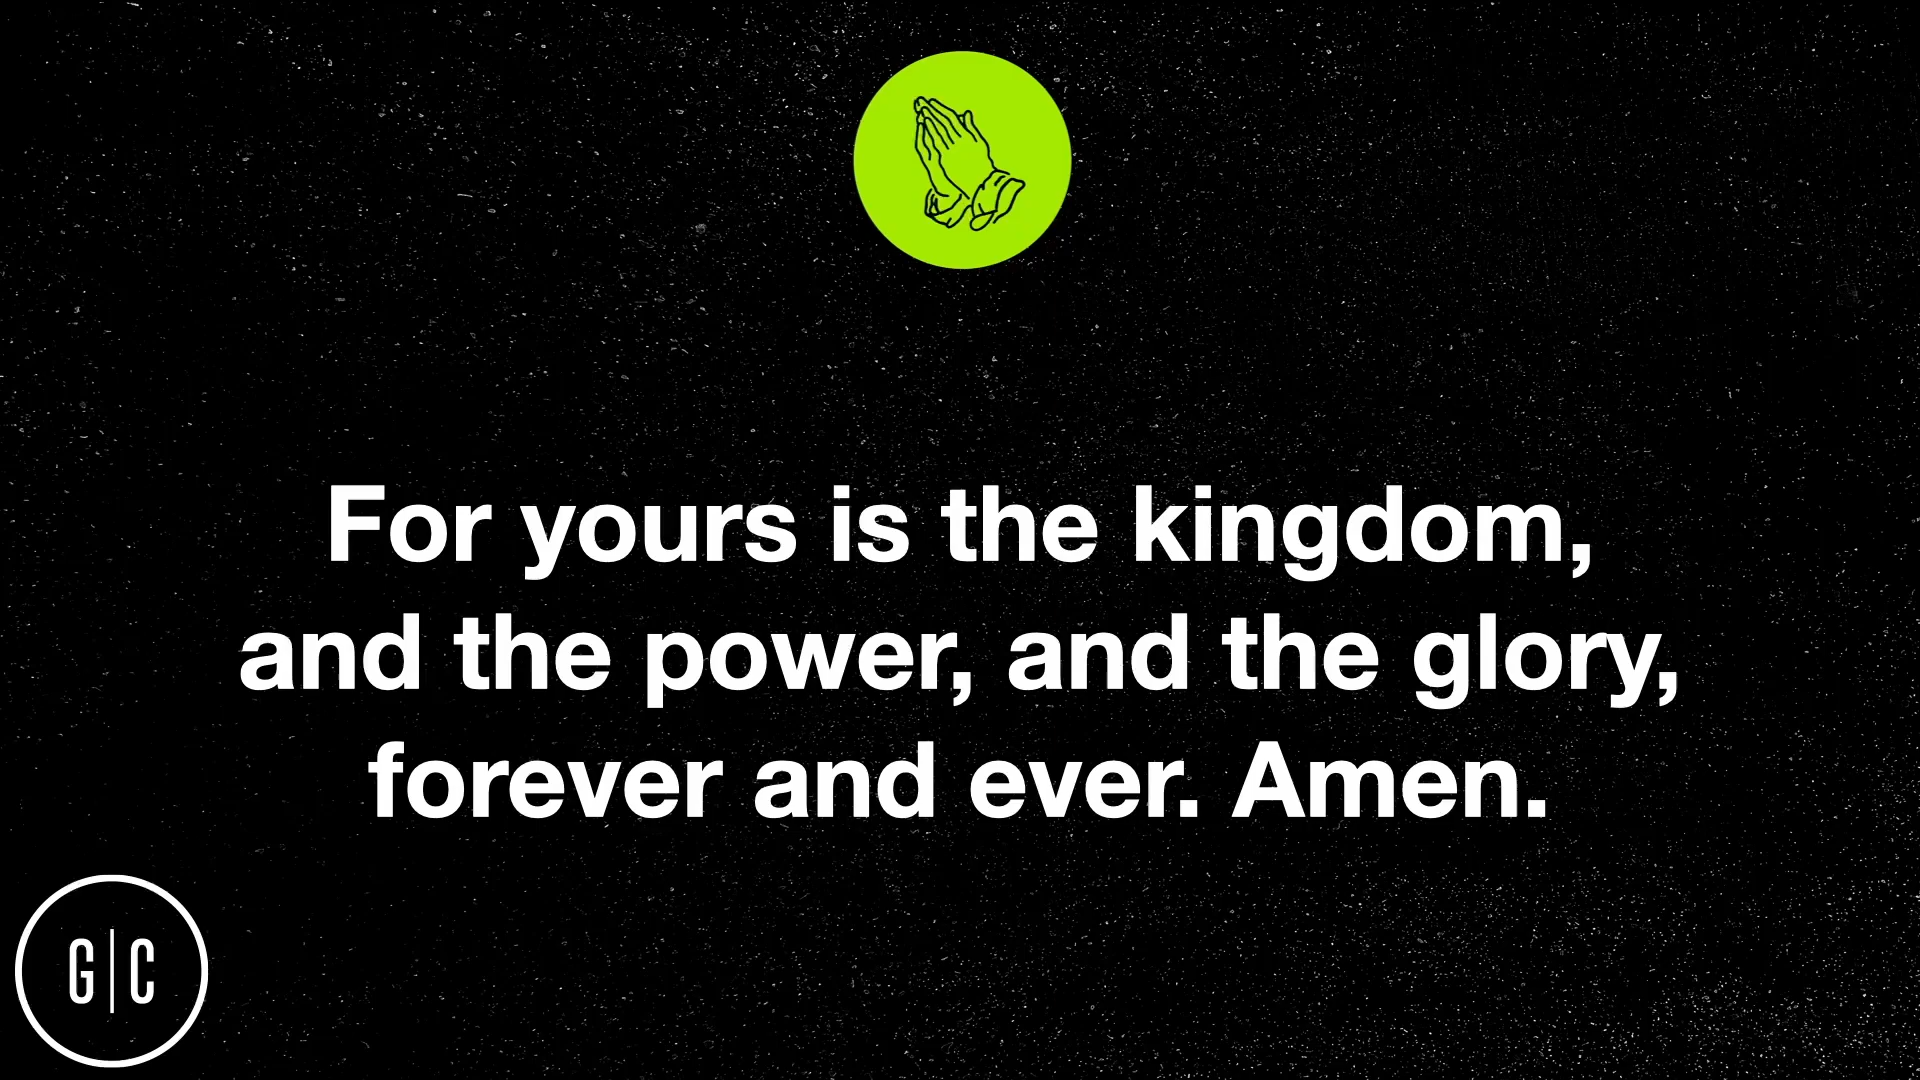 For yours is the kingdom,
and the power, and the glory,
forever and ever. Amen.
G|C